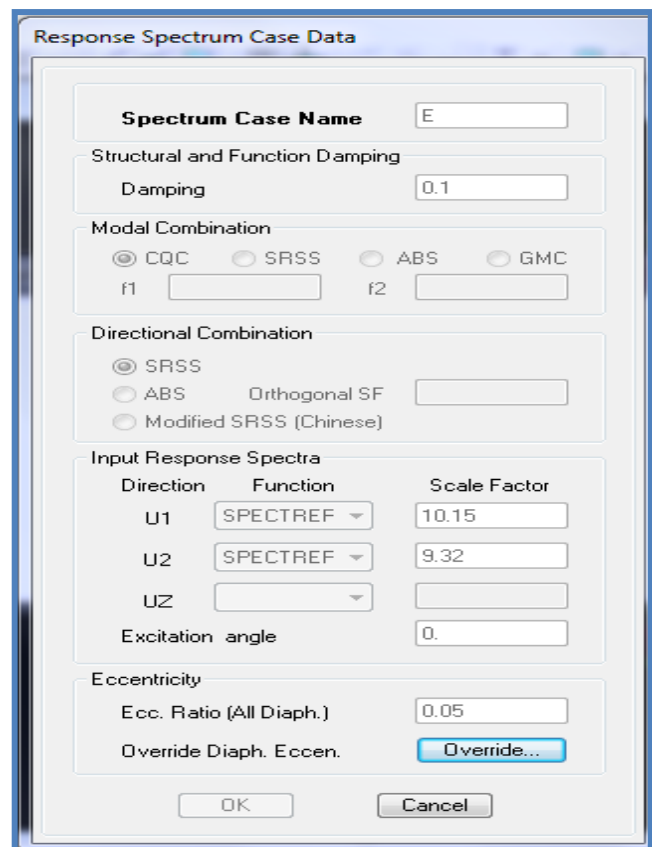 Response Spectrum Case Data
Spectrum Case Name E
Structural and Function Damping
Damping 0.1
Modal Combination
CQC SRSS ABS GMC
f1 f2
Directional Combination
SRSS
ABS Orthogonal SF
Modified SRSS (Chinese)
Input Response Spectra
Direction Function Scale Factor
U1 SPECTREF 10.15
U2 SPECTREF 9.32
UZ
Excitation angle 0.
Eccentricity
Ecc. Ratio (All Diaph.) 0.05
Override Diaph. Eccen. Override...
OK Cancel